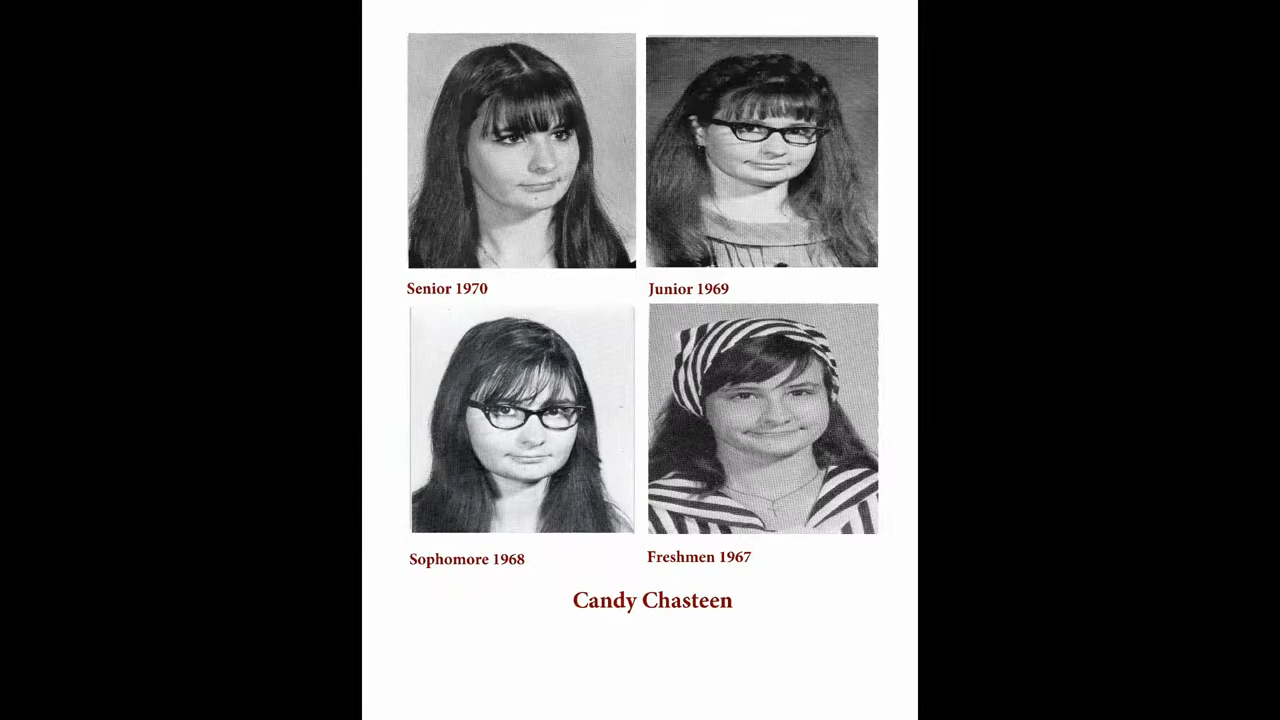 Senior 1970
Junior 1969
Sophomore 1968
Freshmen 1967
Candy Chasteen